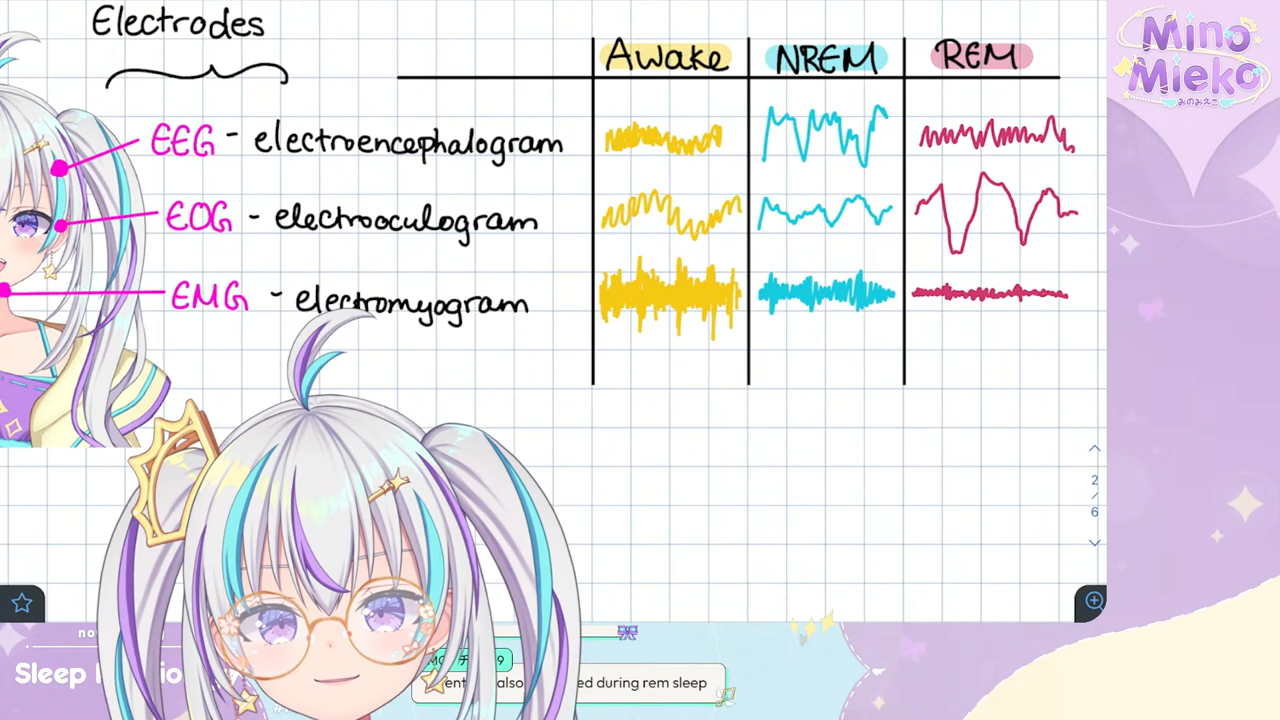 Electrodes
Awake NREM REM
EEG - electroencephalogram
EOG - electrooculogram
EMG - electromyogram
Mino
Mieko
みのみえこ
2
/
6
Sleep
also
during rem sleep